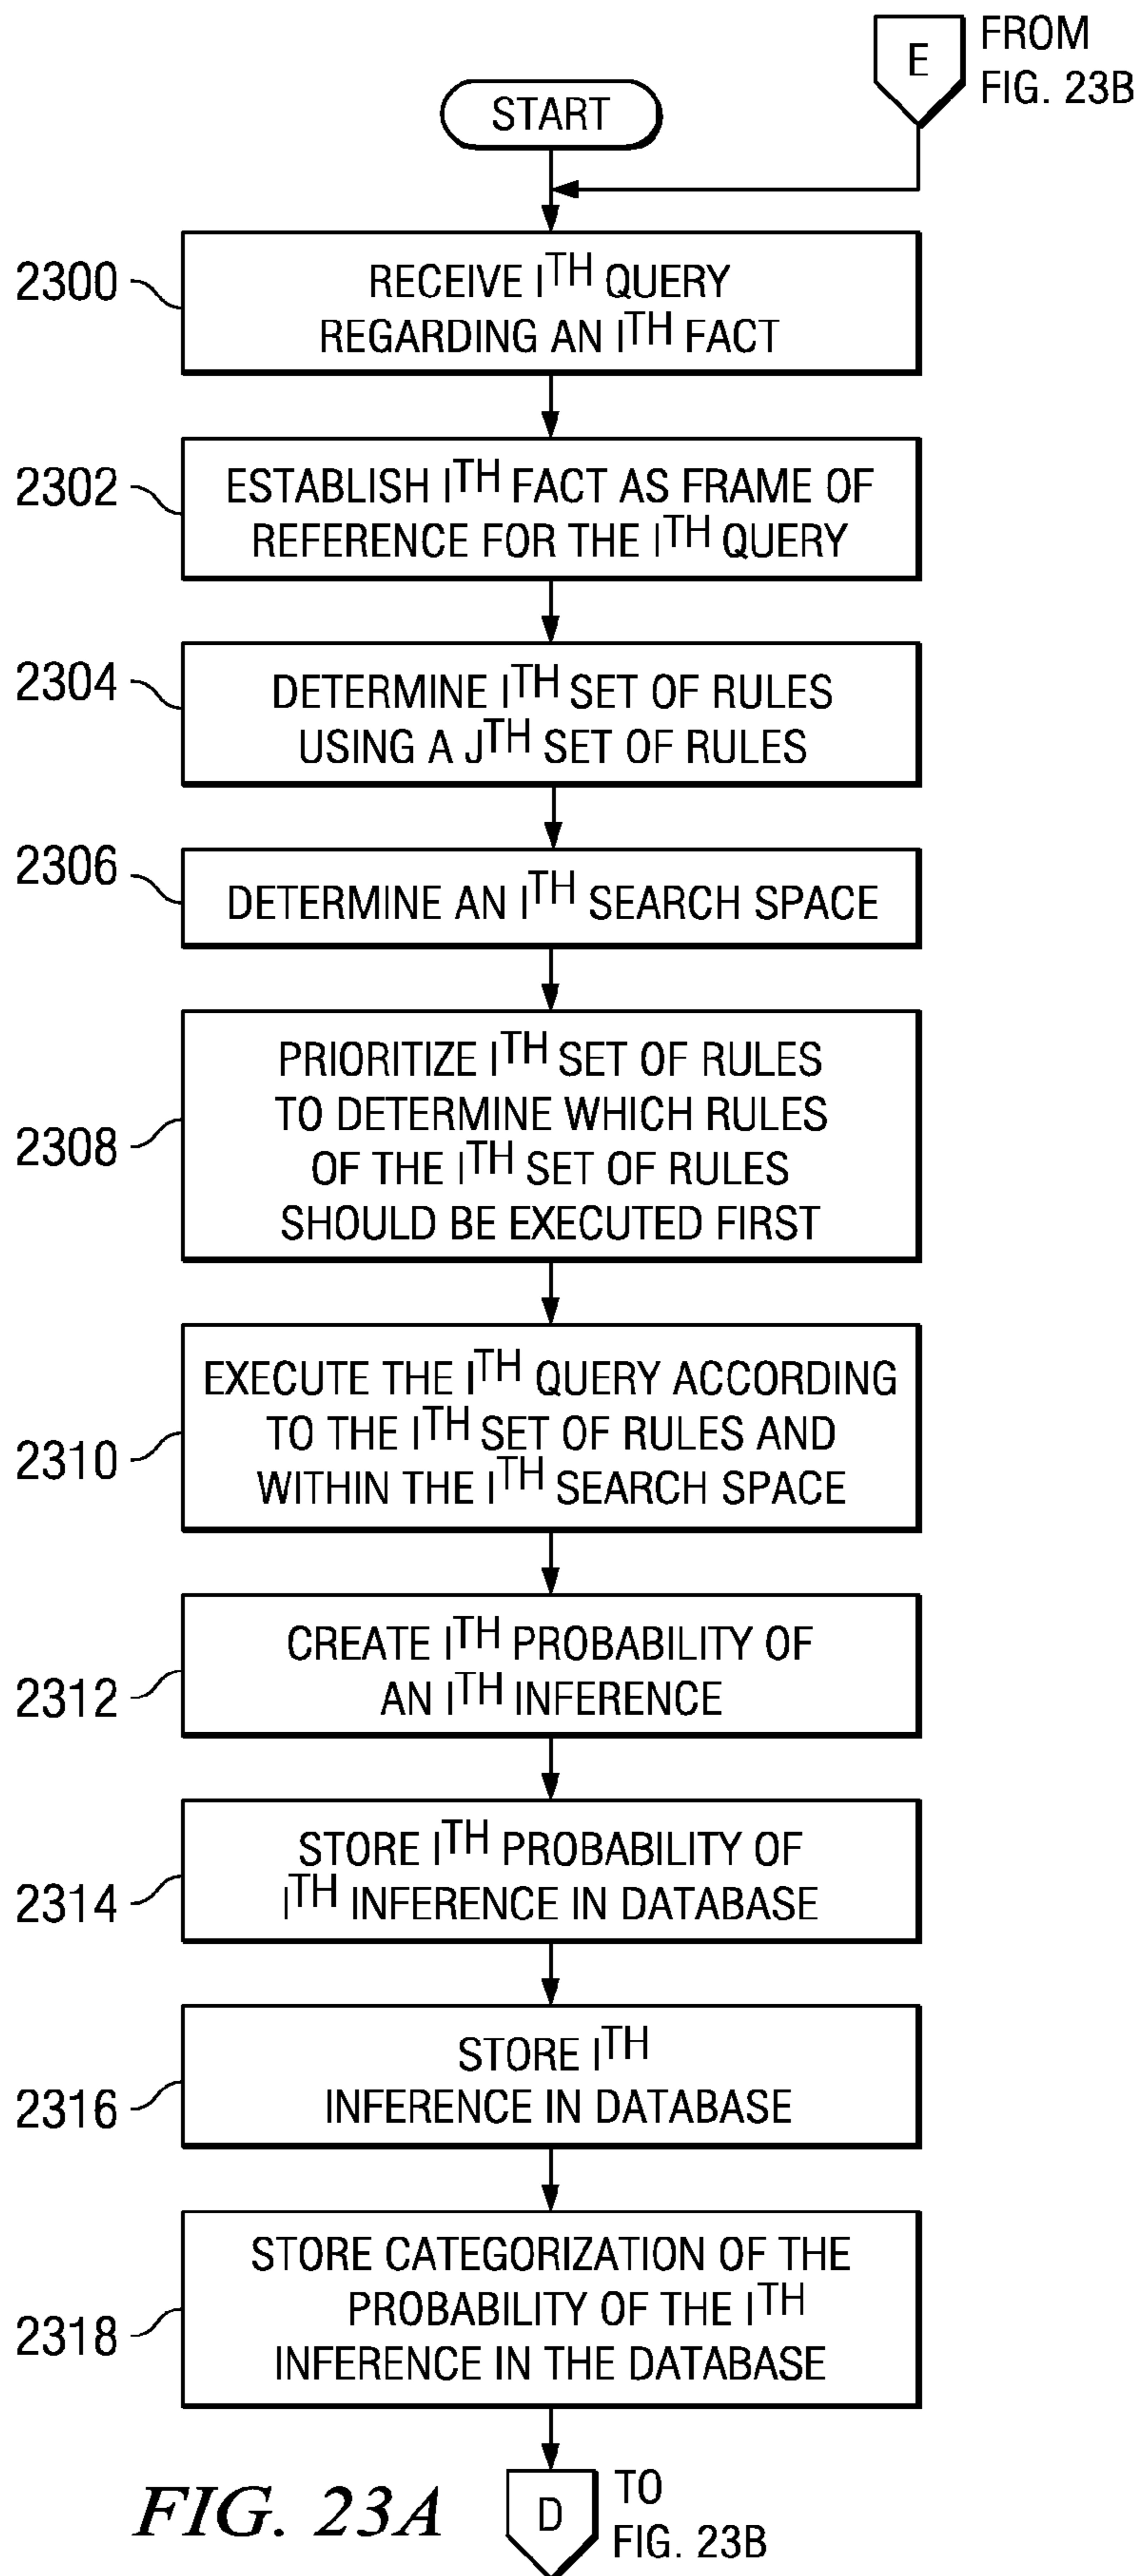 E
FROM
FIG. 23B
START
2300
RECEIVE ITH QUERY
REGARDING AN ITH FACT
2302
ESTABLISH ITH FACT AS FRAME OF
REFERENCE FOR THE ITH QUERY
2304
DETERMINE ITH SET OF RULES
USING A JTH SET OF RULES
2306
DETERMINE AN ITH SEARCH SPACE
2308
PRIORITIZE ITH SET OF RULES
TO DETERMINE WHICH RULES
OF THE ITH SET OF RULES
SHOULD BE EXECUTED FIRST
2310
EXECUTE THE ITH QUERY ACCORDING
TO THE ITH SET OF RULES AND
WITHIN THE ITH SEARCH SPACE
2312
CREATE ITH PROBABILITY OF
AN ITH INFERENCE
2314
STORE ITH PROBABILITY OF
ITH INFERENCE IN DATABASE
2316
STORE ITH
INFERENCE IN DATABASE
2318
STORE CATEGORIZATION OF THE
PROBABILITY OF THE ITH
INFERENCE IN THE DATABASE
FIG. 23A
D
TO
FIG. 23B